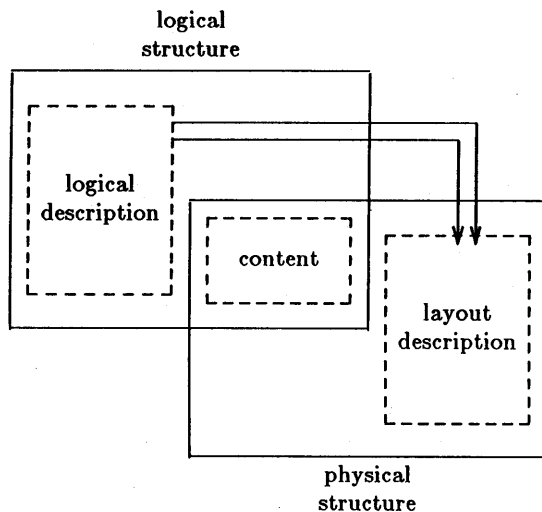 logical
structure
logical
description
content
layout
description
physical
structure